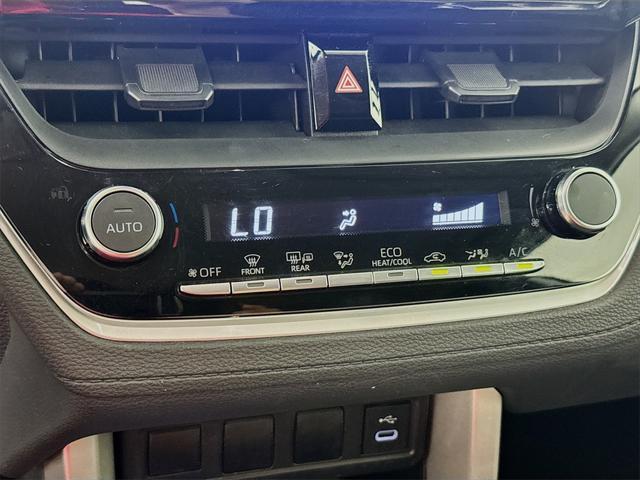 LO
AUTO
OFF
FRONT
REAR
ECO
HEAT/COOL
A/C